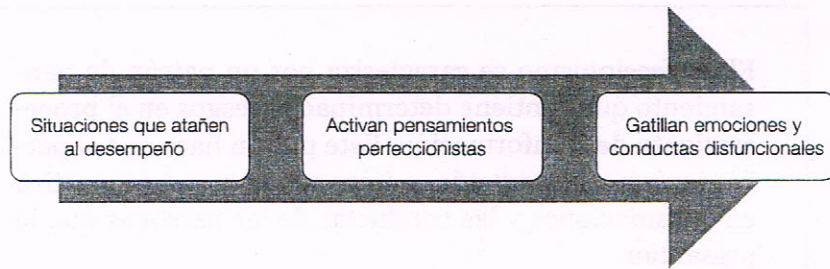 Situaciones que atañen
al desempeño
Activan pensamientos
perfeccionistas
Gatillan emociones y
conductas disfuncionales